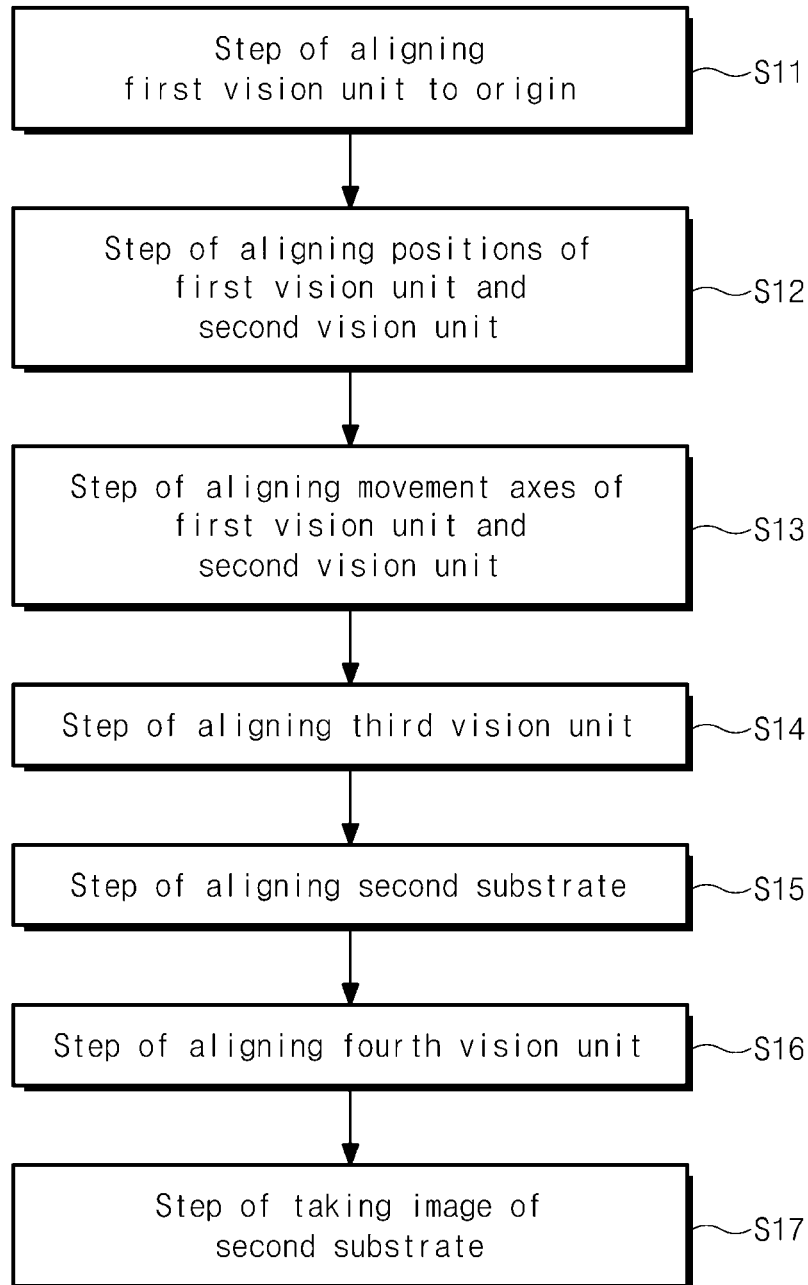 Step of aligning
first vision unit to origin
S11
Step of aligning positions of
first vision unit and
second vision unit
S12
Step of aligning movement axes of
first vision unit and
second vision unit
S13
Step of aligning third vision unit
S14
Step of aligning second substrate
S15
Step of aligning fourth vision unit
S16
Step of taking image of
second substrate
S17